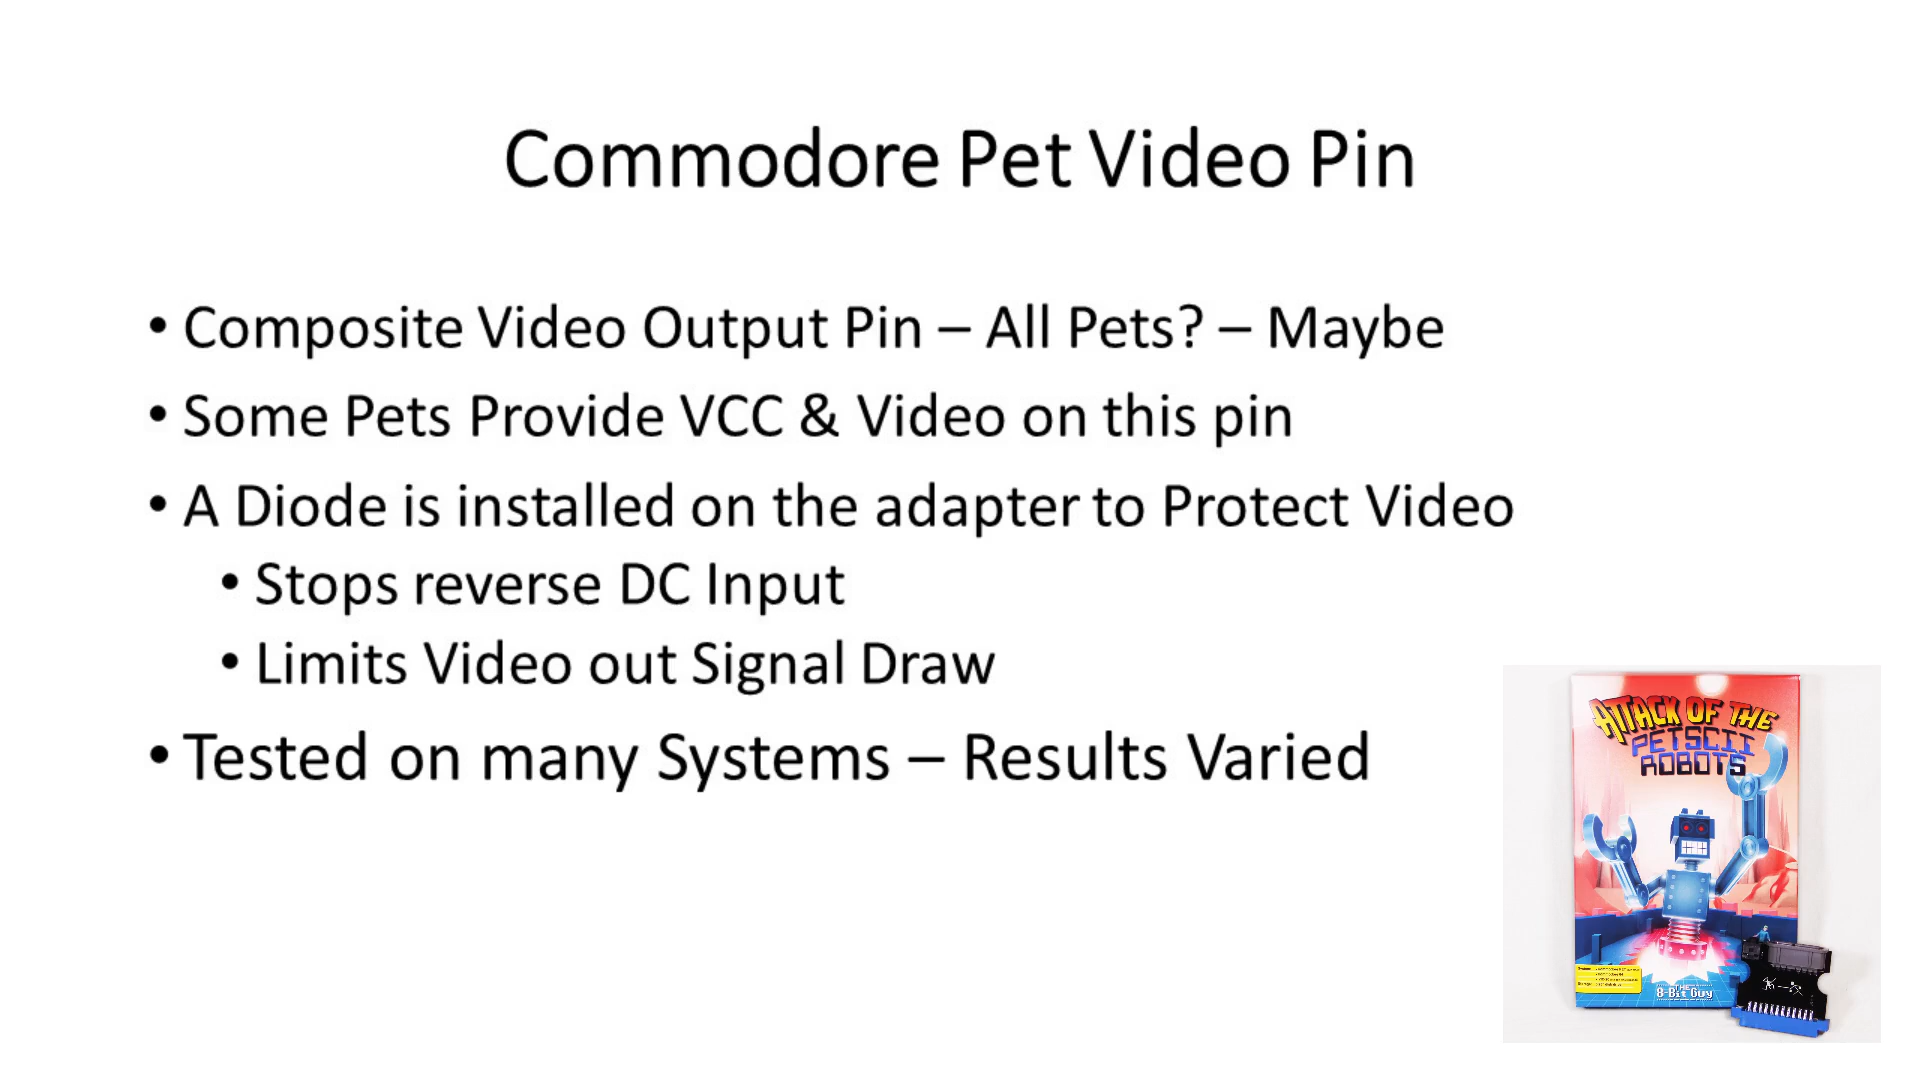 Commodore Pet Video Pin
• Composite Video Output Pin – All Pets? – Maybe
• Some Pets Provide VCC & Video on this pin
• A Diode is installed on the adapter to Protect Video
• Stops reverse DC Input
• Limits Video out Signal Draw
• Tested on many Systems – Results Varied
ATTACK OF THE
PETSCII
ROBOTS
THE
8-Bit Guy